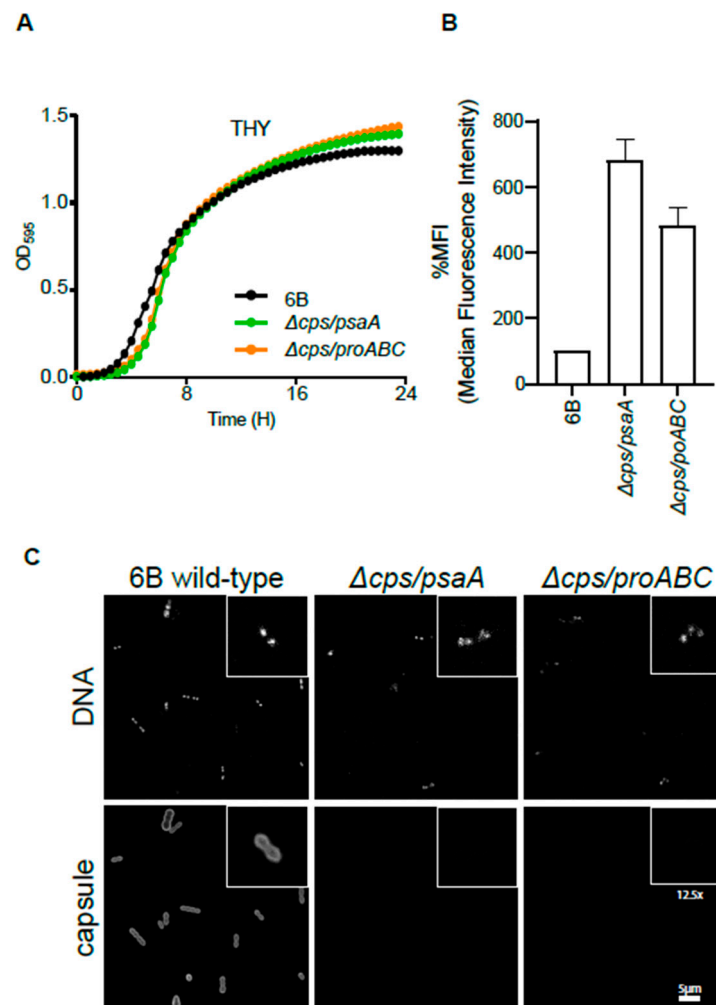 A
B
THY
1.5
1.0
0.5
0.0
OD595
0
8
16
24
Time (H)
6B
Δcps/psaA
Δcps/proABC
%MFI
(Median Fluorescence Intensity)
800
600
400
200
0
6B
Δcps/psaA
Δcps/poABC
C
6B wild-type
Δcps/psaA
Δcps/proABC
DNA
capsule
12.5x
5μm